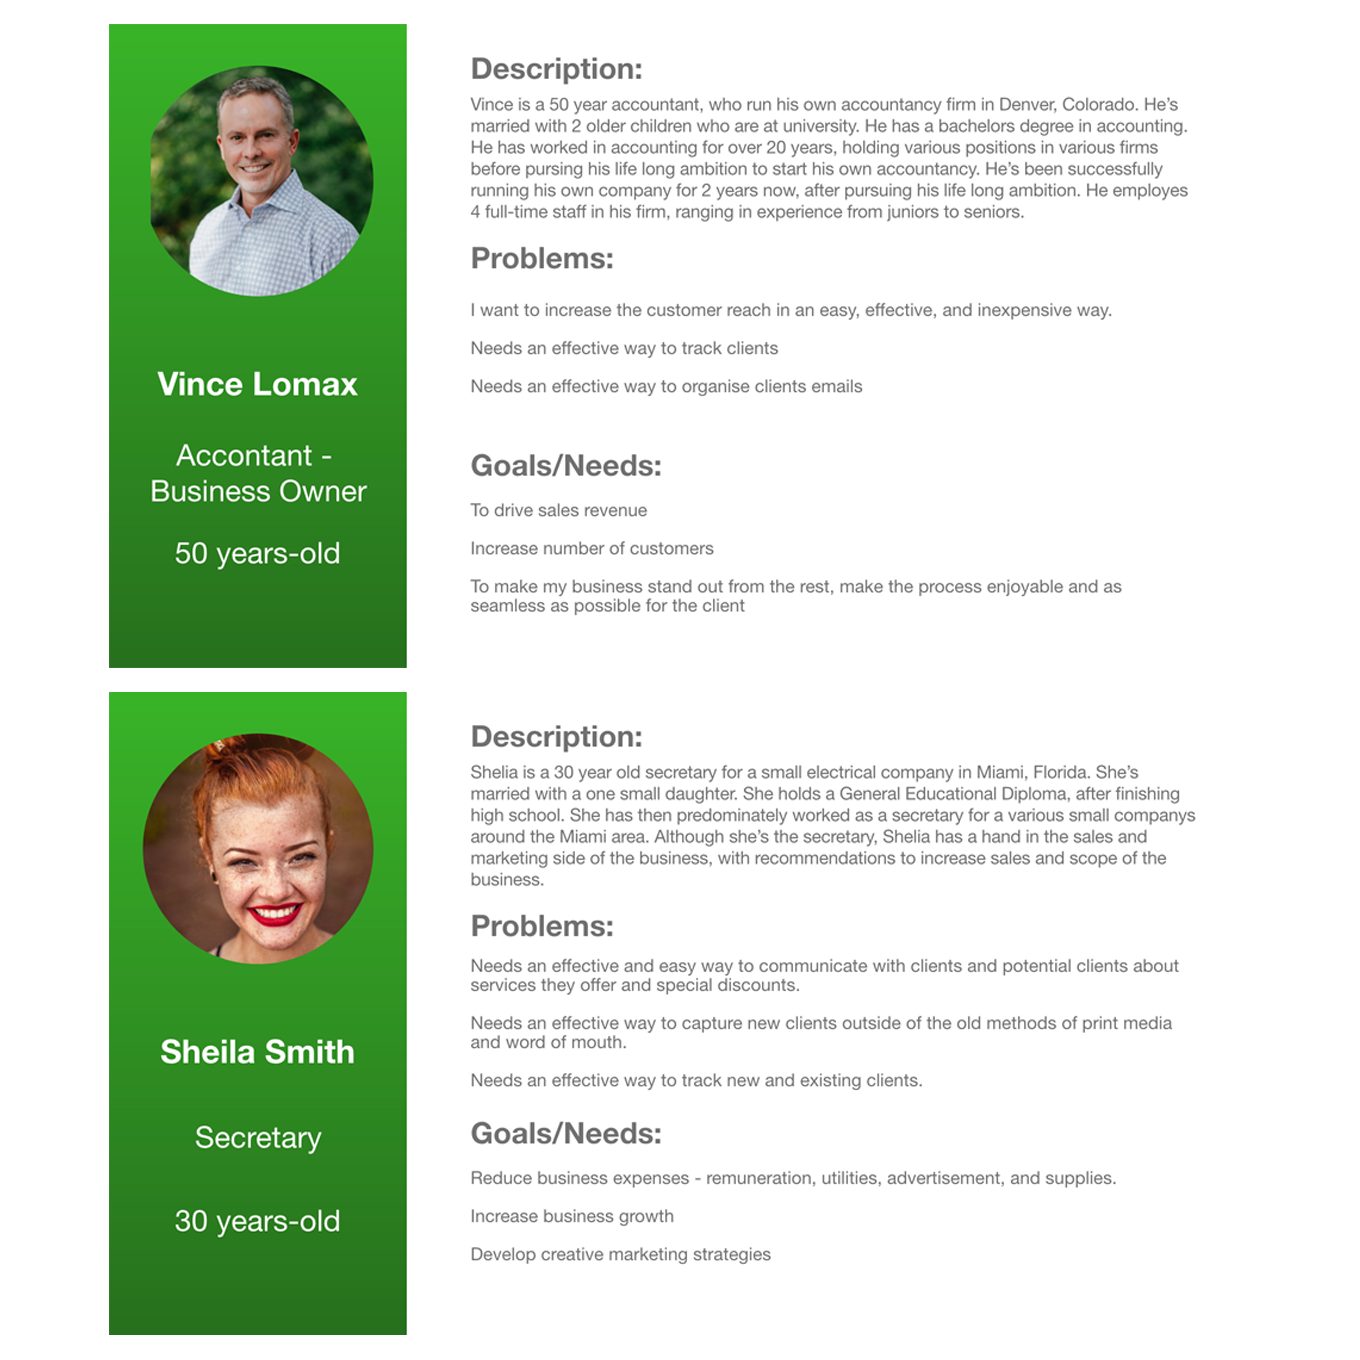 Vince Lomax
Accontant -
Business Owner
50 years-old
Description:
Vince is a 50 year accountant, who run his own accountancy firm in Denver, Colorado. He’s
married with 2 older children who are at university. He has a bachelors degree in accounting.
He has worked in accounting for over 20 years, holding various positions in various firms
before pursing his life long ambition to start his own accountancy. He’s been successfully
running his own company for 2 years now, after pursuing his life long ambition. He employes
4 full-time staff in his firm, ranging in experience from juniors to seniors.
Problems:
I want to increase the customer reach in an easy, effective, and inexpensive way.
Needs an effective way to track clients
Needs an effective way to organise clients emails
Goals/Needs:
To drive sales revenue
Increase number of customers
To make my business stand out from the rest, make the process enjoyable and as
seamless as possible for the client
Sheila Smith
Secretary
30 years-old
Description:
Shelia is a 30 year old secretary for a small electrical company in Miami, Florida. She’s
married with a one small daughter. She holds a General Educational Diploma, after finishing
high school. She has then predominately worked as a secretary for a various small companys
around the Miami area. Although she’s the secretary, Shelia has a hand in the sales and
marketing side of the business, with recommendations to increase sales and scope of the
business.
Problems:
Needs an effective and easy way to communicate with clients and potential clients about
services they offer and special discounts.
Needs an effective way to capture new clients outside of the old methods of print media
and word of mouth.
Needs an effective way to track new and existing clients.
Goals/Needs:
Reduce business expenses - remuneration, utilities, advertisement, and supplies.
Increase business growth
Develop creative marketing strategies